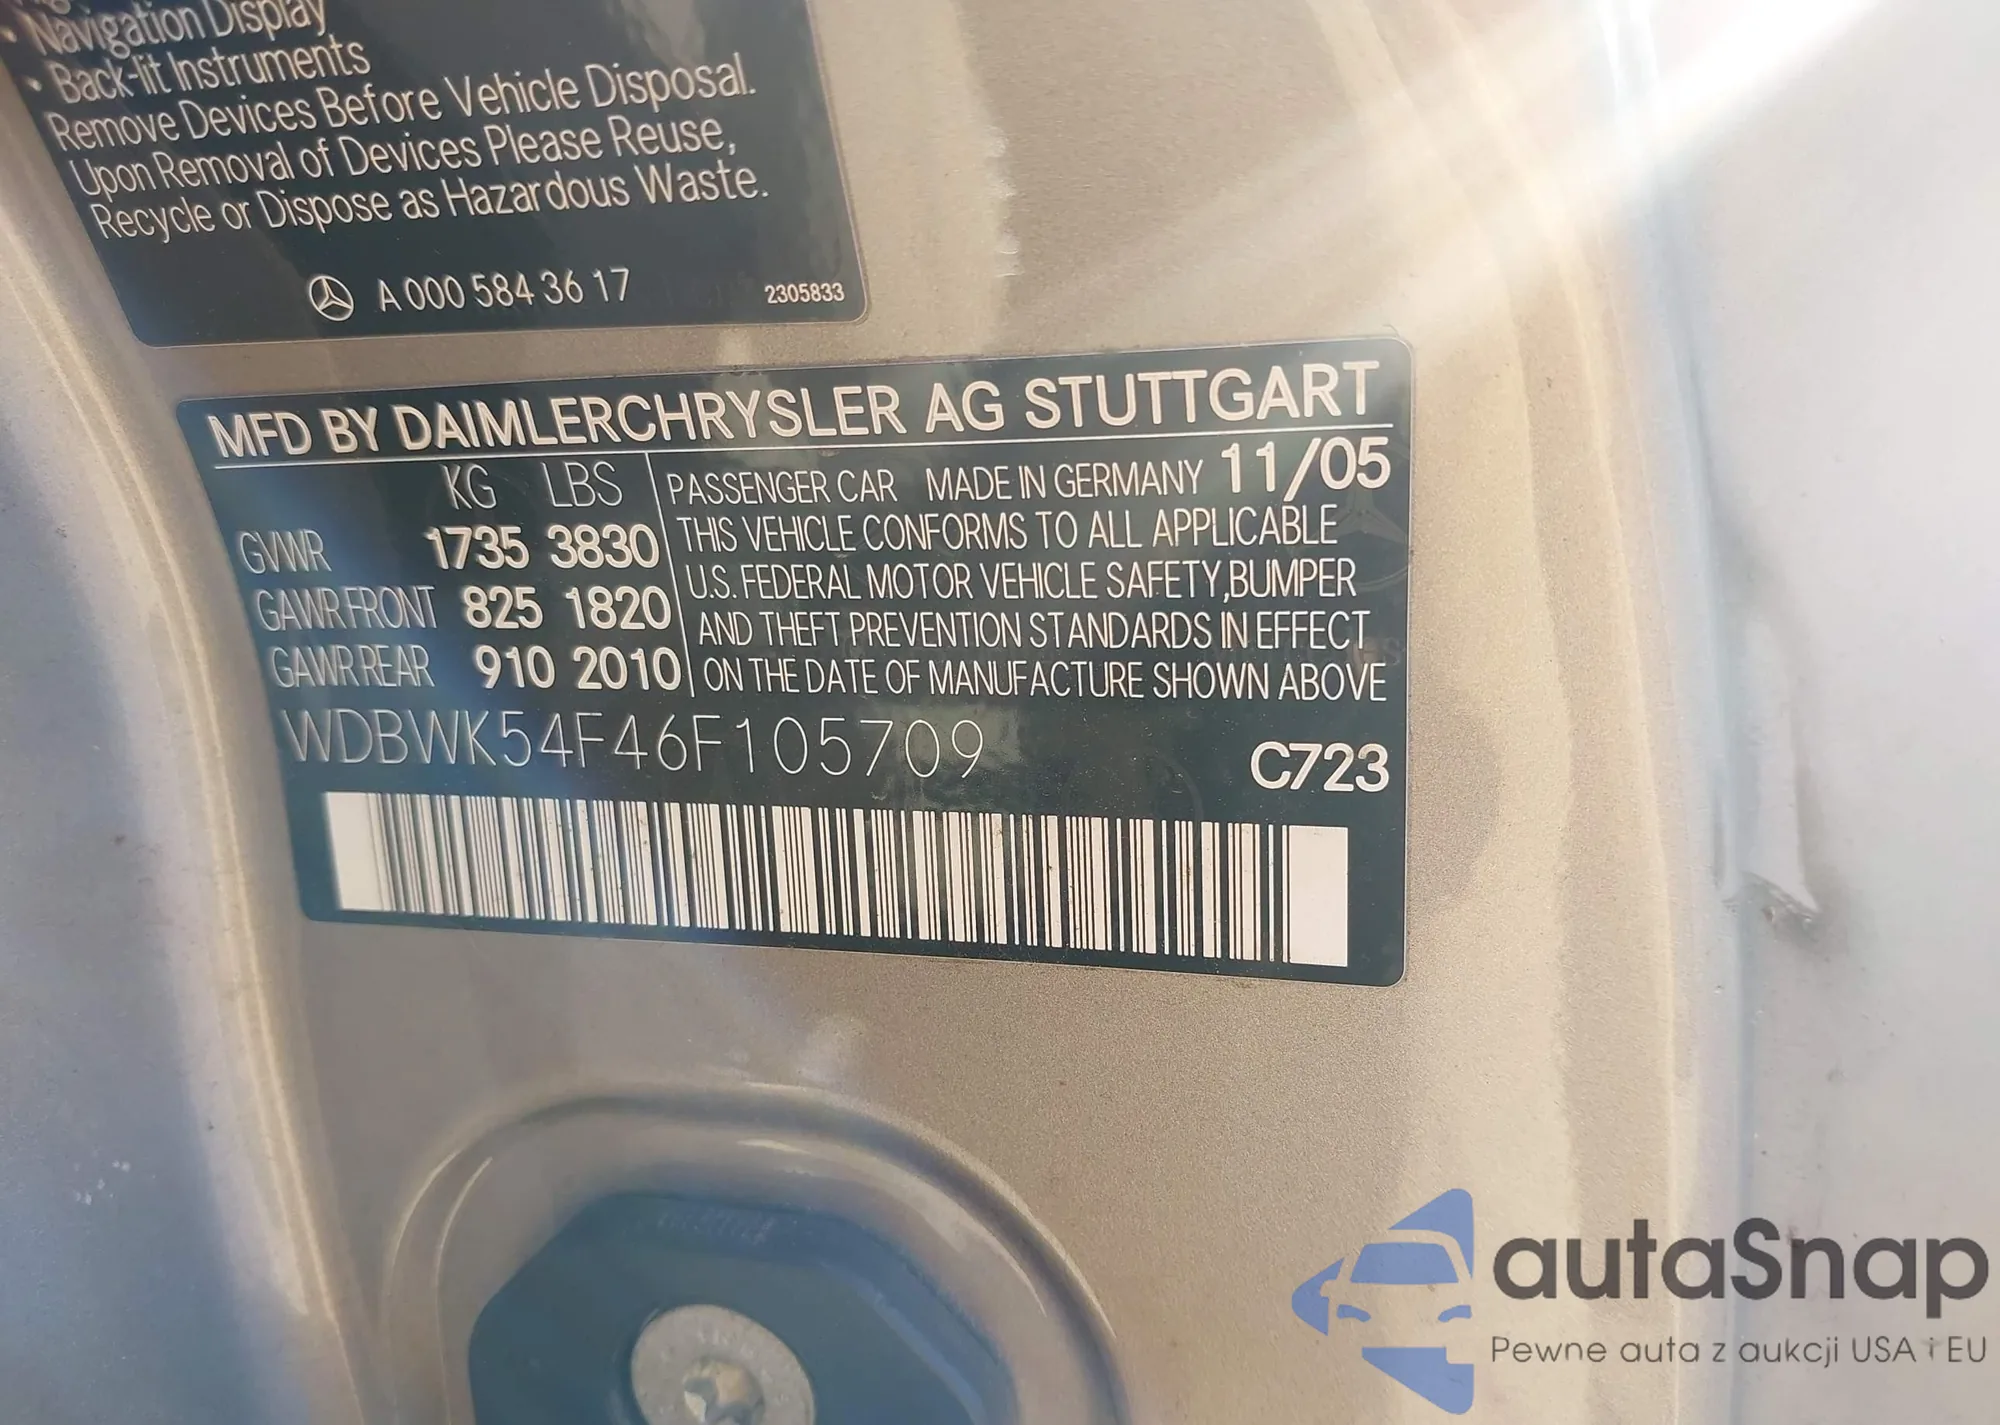 • Navigation Display
• Back-lit Instruments
Remove Devices Before Vehicle Disposal.
Upon Removal of Devices Please Reuse,
Recycle or Dispose as Hazardous Waste.
A 000 584 36 17 2305833
MFD BY DAIMLERCHRYSLER AG STUTTGART
KG LBS PASSENGER CAR MADE IN GERMANY 11/05
GVWR 1735 3830 THIS VEHICLE CONFORMS TO ALL APPLICABLE
U.S. FEDERAL MOTOR VEHICLE SAFETY,BUMPER
GAWR FRONT 825 1820 AND THEFT PREVENTION STANDARDS IN EFFECT
GAWR REAR 910 2010 ON THE DATE OF MANUFACTURE SHOWN ABOVE
WDBWK54F46F105709 C723
autaSnap
Pewne auta z aukcji USA i EU